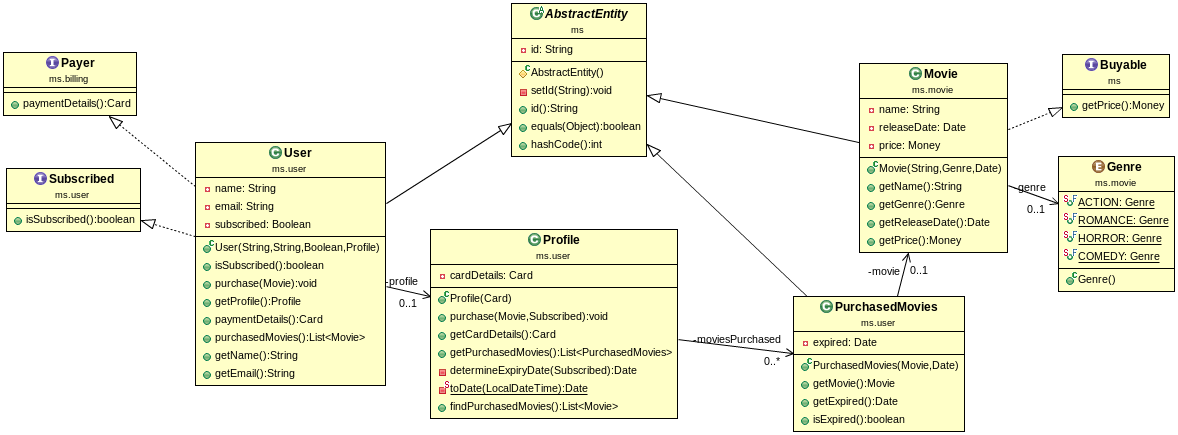 AbstractEntity
ms
id: String
AbstractEntity()
setId(String):void
id():String
equals(Object):boolean
hashCode():int
Payer
ms.billing
paymentDetails():Card
Subscribed
ms.user
isSubscribed():boolean
User
ms.user
name: String
email: String
subscribed: Boolean
User(String,String,Boolean,Profile)
isSubscribed():boolean
purchase(Movie):void
getProfile():Profile
paymentDetails():Card
purchasedMovies():List<Movie>
getName():String
getEmail():String
-profile
0..1
Profile
ms.user
cardDetails: Card
Profile(Card)
purchase(Movie,Subscribed):void
getCardDetails():Card
getPurchasedMovies():List<PurchasedMovies>
determineExpiryDate(Subscribed):Date
toDate(LocalDateTime):Date
findPurchasedMovies():List<Movie>
-moviesPurchased
0..*
PurchasedMovies
ms.user
expired: Date
PurchasedMovies(Movie,Date)
getMovie():Movie
getExpired():Date
isExpired():boolean
-movie
0..1
Movie
ms.movie
name: String
releaseDate: Date
price: Money
Movie(String,Genre,Date)
getName():String
getGenre():Genre
getReleaseDate():Date
getPrice():Money
-genre
0..1
Buyable
ms
getPrice():Money
Genre
ms.movie
ACTION: Genre
ROMANCE: Genre
HORROR: Genre
COMEDY: Genre
Genre()